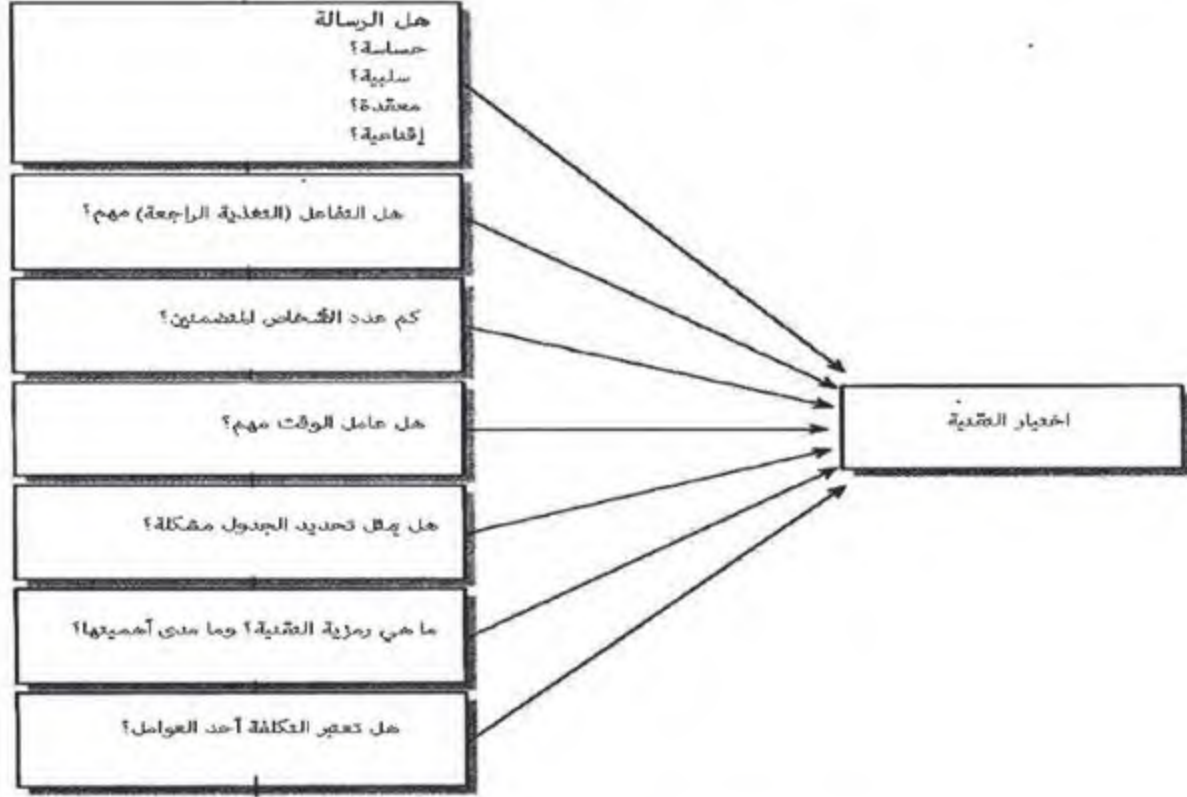 هل الرسالة
حساسة؟
سلبية؟
معقدة؟
إقناعية؟
هل التفاعل (التغذية الراجعة) مهم؟
كم عدد الأشخاص المتضمنين؟
هل عامل الوقت مهم؟
هل يمثل تحديد الجدول مشكلة؟
ما هي رمزية التقنية؟ وما مدى أهميتها؟
هل تعتبر التكلفة أحد العوامل؟
اختيار التقنية